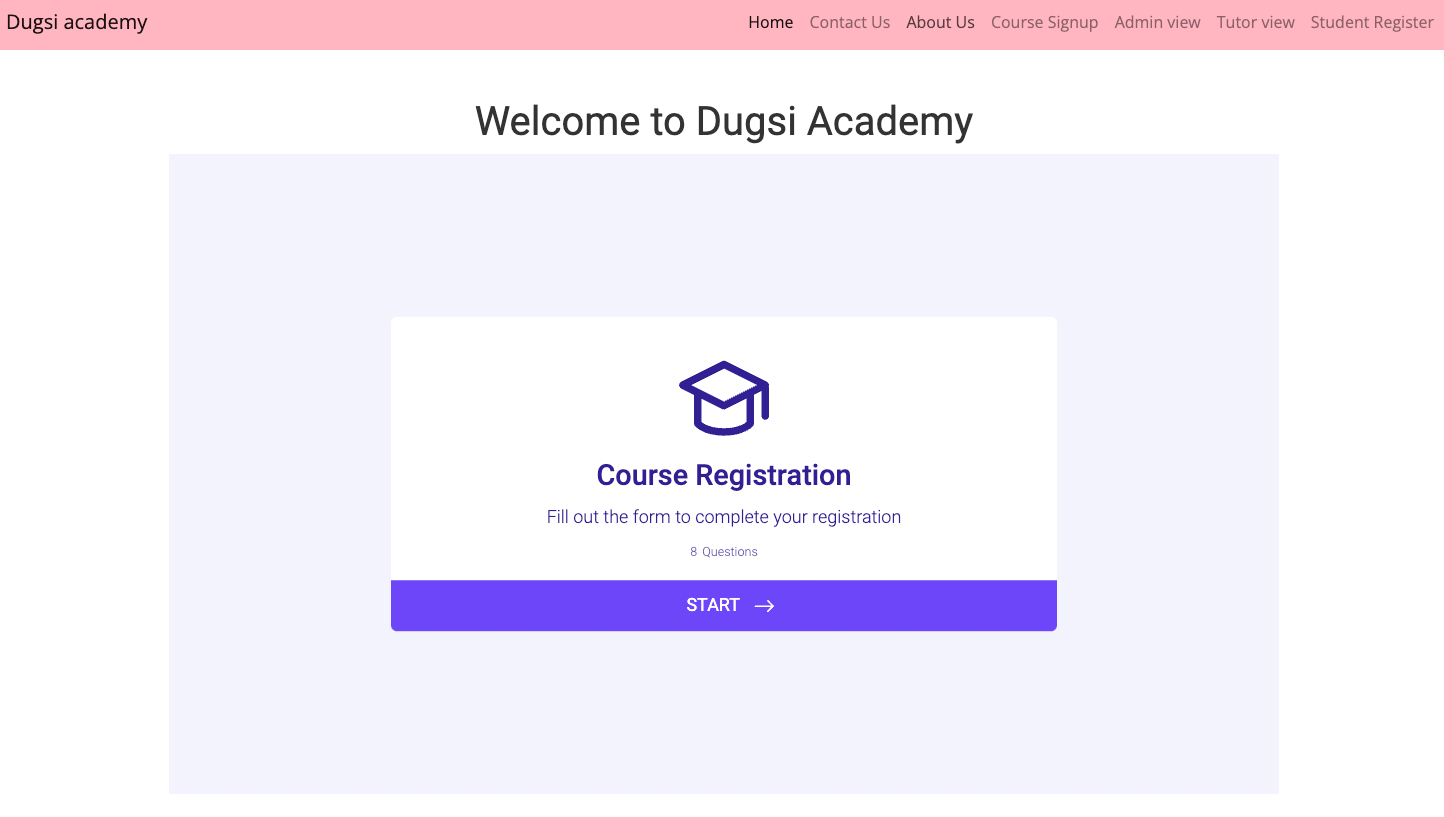 Dugsi academy
Home Contact Us About Us Course Signup Admin view Tutor view Student Register
Welcome to Dugsi Academy
Course Registration
Fill out the form to complete your registration
8 Questions
START →